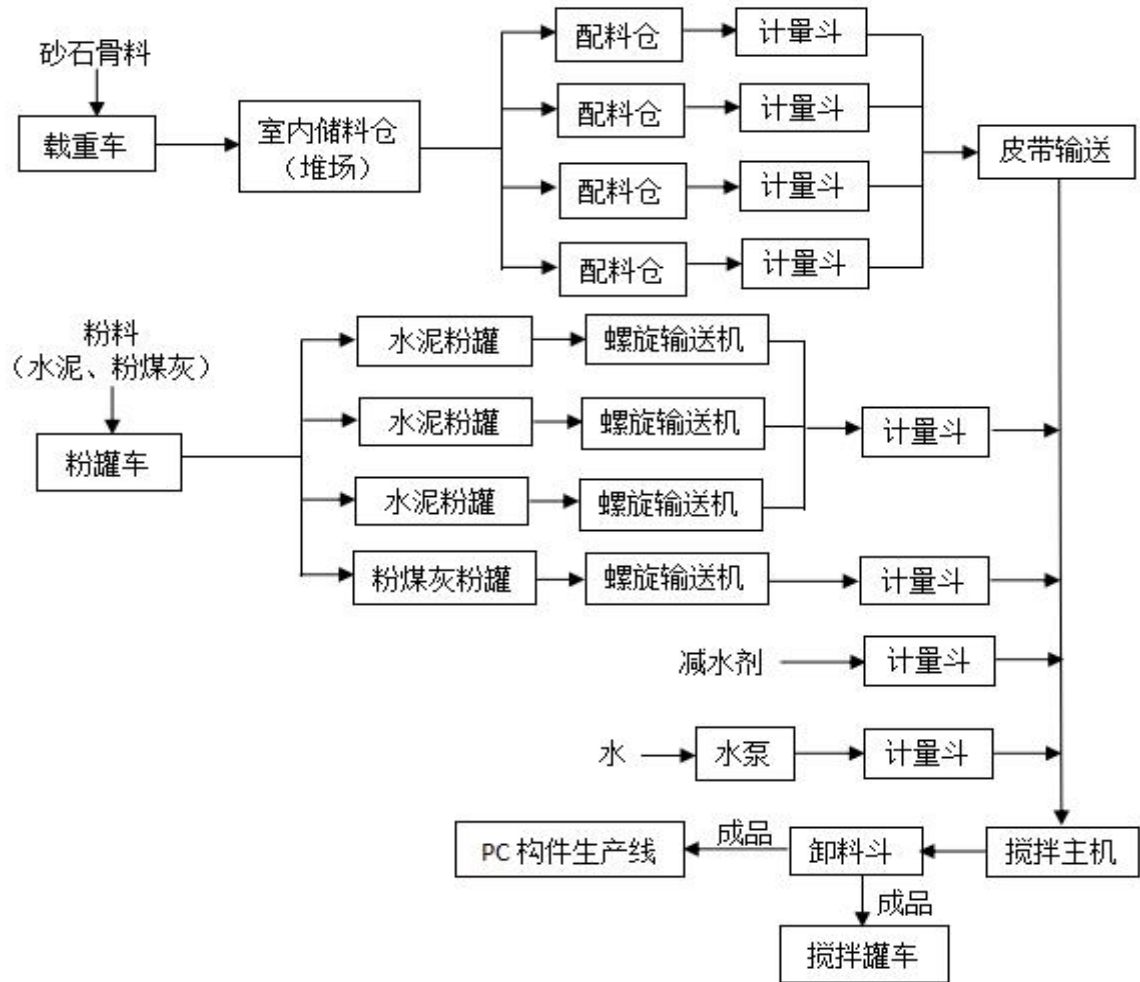 砂石骨料
载重车
室内储料仓
（堆场）
配料仓
计量斗
配料仓
计量斗
配料仓
计量斗
配料仓
计量斗
皮带输送
粉料
（水泥、粉煤灰）
粉罐车
水泥粉罐
螺旋输送机
水泥粉罐
螺旋输送机
水泥粉罐
螺旋输送机
计量斗
粉煤灰粉罐
螺旋输送机
计量斗
减水剂
计量斗
水
水泵
计量斗
PC 构件生产线
成品
卸料斗
搅拌主机
成品
搅拌罐车